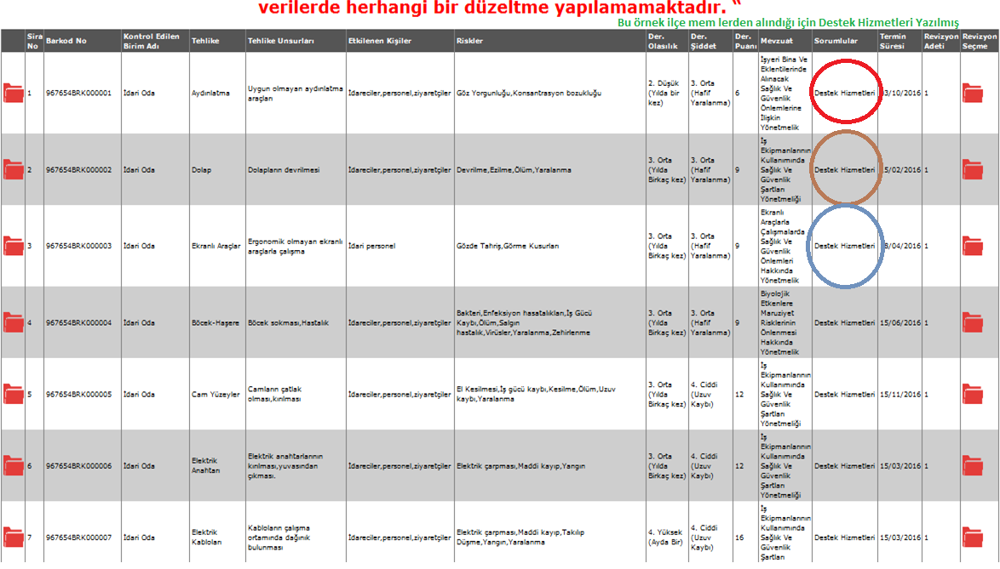 verilerde herhangi bir düzeltme yapılamamaktadır. “
Bu örnek ilçe mem lerden alındığı için Destek Hizmetleri Yazılmış
Sira No Barkod No Kontrol Edilen Birim Adı Tehlike Tehlike Unsurları Etkilenen Kişiler Riskler Der. Olasılık Der. Şiddet Der. Puanı Mevzuat Sorumlular Termin Süresi Revizyon Adeti Revizyon Seçme
1 967654BRK000001 İdari Oda Aydınlatma Uygun olmayan aydınlatma araçları İdareciler,personel,ziyaretçiler Göz Yorgunluğu,Konsantrasyon bozukluğu 2. Düşük (Yılda bir kez) 3. Orta (Hafif Yaralanma) 6 İşyeri Bina Ve Eklentilerinde Alınacak Sağlık Ve Güvenlik Önlemlerine İlişkin Yönetmelik Destek Hizmetleri 3/10/2016 1
2 967654BRK000002 İdari Oda Dolap Dolapların devrilmesi İdareciler,personel,ziyaretçiler Devrilme,Ezilme,Ölüm,Yaralanma 3. Orta (Yılda Birkaç kez) 3. Orta (Hafif Yaralanma) 9 İş Ekipmanlarının Kullanımında Sağlık Ve Güvenlik Şartları Yönetmeliği Destek Hizmetleri 5/02/2016 1
3 967654BRK000003 İdari Oda Ekranlı Araçlar Ergonomik olmayan ekranlı araçlarla çalışma İdari personel Gözde Tahriş,Görme Kusurları 3. Orta (Yılda Birkaç kez) 3. Orta (Hafif Yaralanma) 9 Ekranlı Araçlarla Çalışmalarda Sağlık Ve Güvenlik Önlemleri Hakkında Yönetmelik Destek Hizmetleri /04/2016 1
4 967654BRK000004 İdari Oda Böcek-Haşere Böcek sokması,Hastalık İdareciler,personel,ziyaretçiler Bakteri,Enfeksiyon hasatalıkları,İş Gücü Kaybı,Ölüm,Salgın hastalık,Virüsler,Yaralanma,Zehirlenme 3. Orta (Yılda Birkaç kez) 3. Orta (Hafif Yaralanma) 9 Biyolojik Etkenlere Maruziyet Risklerinin Önlenmesi Hakkında Yönetmelik Destek Hizmetleri 15/06/2016 1
5 967654BRK000005 İdari Oda Cam Yüzeyler Camların çatlak olması,kırılması İdareciler,personel,ziyaretçiler El Kesilmesi,İş gücü kaybı,Kesilme,Ölüm,Uzuv kaybı,Yaralanma 3. Orta (Yılda Birkaç kez) 4. Ciddi (Uzuv Kaybı) 12 İş Ekipmanlarının Kullanımında Sağlık Ve Güvenlik Şartları Yönetmeliği Destek Hizmetleri 15/11/2016 1
6 967654BRK000006 İdari Oda Elektrik Anahtarı Elektrik anahtarlarının kırılması,yuvasından çıkması. İdareciler,personel,ziyaretçiler Elektrik çarpması,Maddi kayıp,Yangın 3. Orta (Yılda Birkaç kez) 4. Ciddi (Uzuv Kaybı) 12 İş Ekipmanlarının Kullanımında Sağlık Ve Güvenlik Şartları Yönetmeliği Destek Hizmetleri 15/03/2016 1
7 967654BRK000007 İdari Oda Elektrik Kabloları Kabloların çalışma ortamında dağınık bulunması İdareciler,personel,ziyaretçiler Elektrik çarpması,Maddi kayıp,Takılıp Düşme,Yangın,Yaralanma 4. Yüksek (Ayda Bir) 4. Ciddi (Uzuv Kaybı) 16 İş Ekipmanlarının Kullanımında Sağlık Ve Güvenlik Şartları Destek Hizmetleri 15/03/2016 1